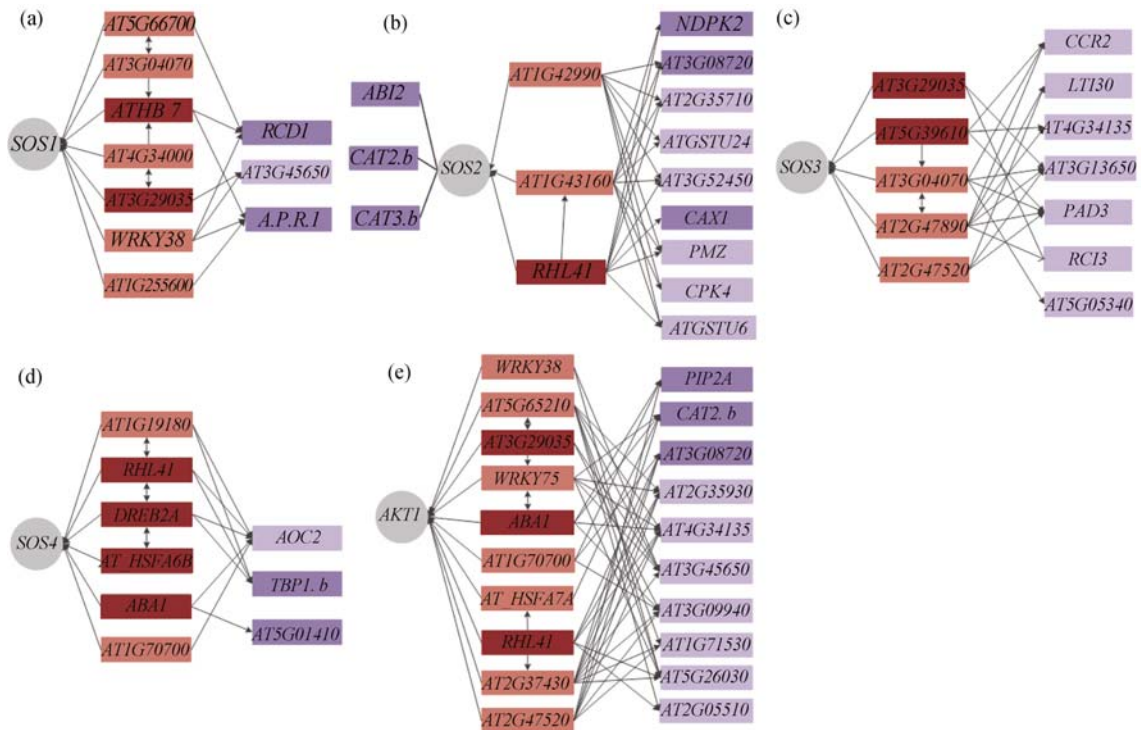 (a)
SOS1
AT5G66700
AT3G04070
ATHB 7
AT4G34000
AT3G29035
WRKY38
AT1G255600
RCD1
AT3G45650
A.P.R.1
(b)
ABI2
CAT2.b
CAT3.b
SOS2
AT1G42990
AT1G43160
RHL41
NDPK2
AT3G08720
AT2G35710
ATGSTU24
AT3G52450
CAX1
PMZ
CPK4
ATGSTU6
(c)
SOS3
AT3G29035
AT5G39610
AT3G04070
AT2G47890
AT2G47520
CCR2
LTI30
AT4G34135
AT3G13650
PAD3
RCI3
AT5G05340
(d)
SOS4
AT1G19180
RHL41
DREB2A
AT_HSFA6B
ABA1
AT1G70700
AOC2
TBP1. b
AT5G01410
(e)
AKT1
WRKY38
AT5G65210
AT3G29035
WRKY75
ABA1
AT1G70700
AT_HSFA7A
RHL41
AT2G37430
AT2G47520
PIP2A
CAT2. b
AT3G08720
AT2G35930
AT4G34135
AT3G45650
AT3G09940
AT1G71530
AT5G26030
AT2G05510